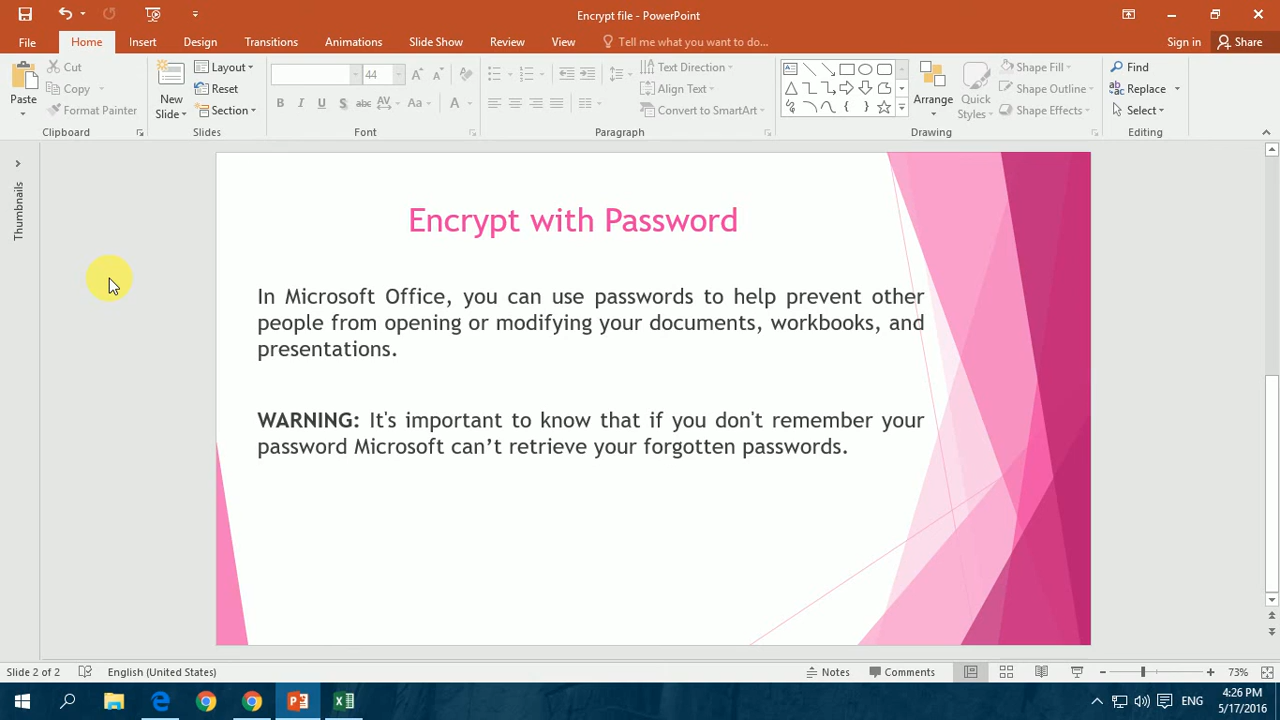 Encrypt file - PowerPoint
File Home Insert Design Transitions Animations Slide Show Review View Tell me what you want to do... Sign in Share
Paste Cut
Copy
Format Painter
Clipboard
New Slide Layout
Reset
Section
Slides
44
B I U S abc AV Aa A
Font
Text Direction
Align Text
Convert to SmartArt
Paragraph
Arrange
Quick Styles
Shape Fill
Shape Outline
Shape Effects
Drawing
Find
Replace
Select
Editing
Thumbnails
Encrypt with Password
In Microsoft Office, you can use passwords to help prevent other
people from opening or modifying your documents, workbooks, and
presentations.
WARNING: It's important to know that if you don't remember your
password Microsoft can’t retrieve your forgotten passwords.
Slide 2 of 2 English (United States) Notes Comments 73%
ENG
4:26 PM
5/17/2016